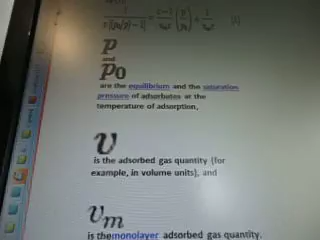 p
and
p0
are the equilibrium and the saturation
pressure of adsorbates at the
temperature of adsorption,
v
is the adsorbed gas quantity (for
example, in volume units), and
vm
is themonolayer adsorbed gas quantity.